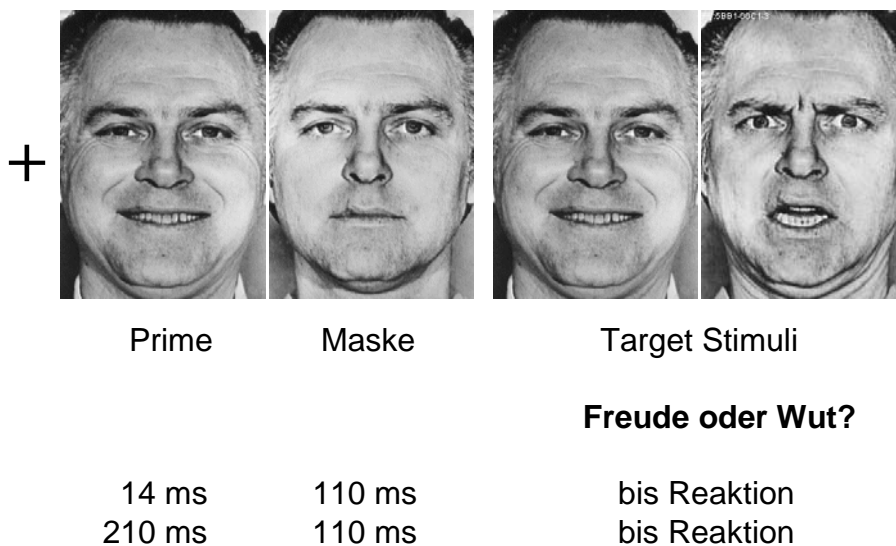 +
Prime Maske Target Stimuli
Freude oder Wut?
14 ms 110 ms bis Reaktion
210 ms 110 ms bis Reaktion